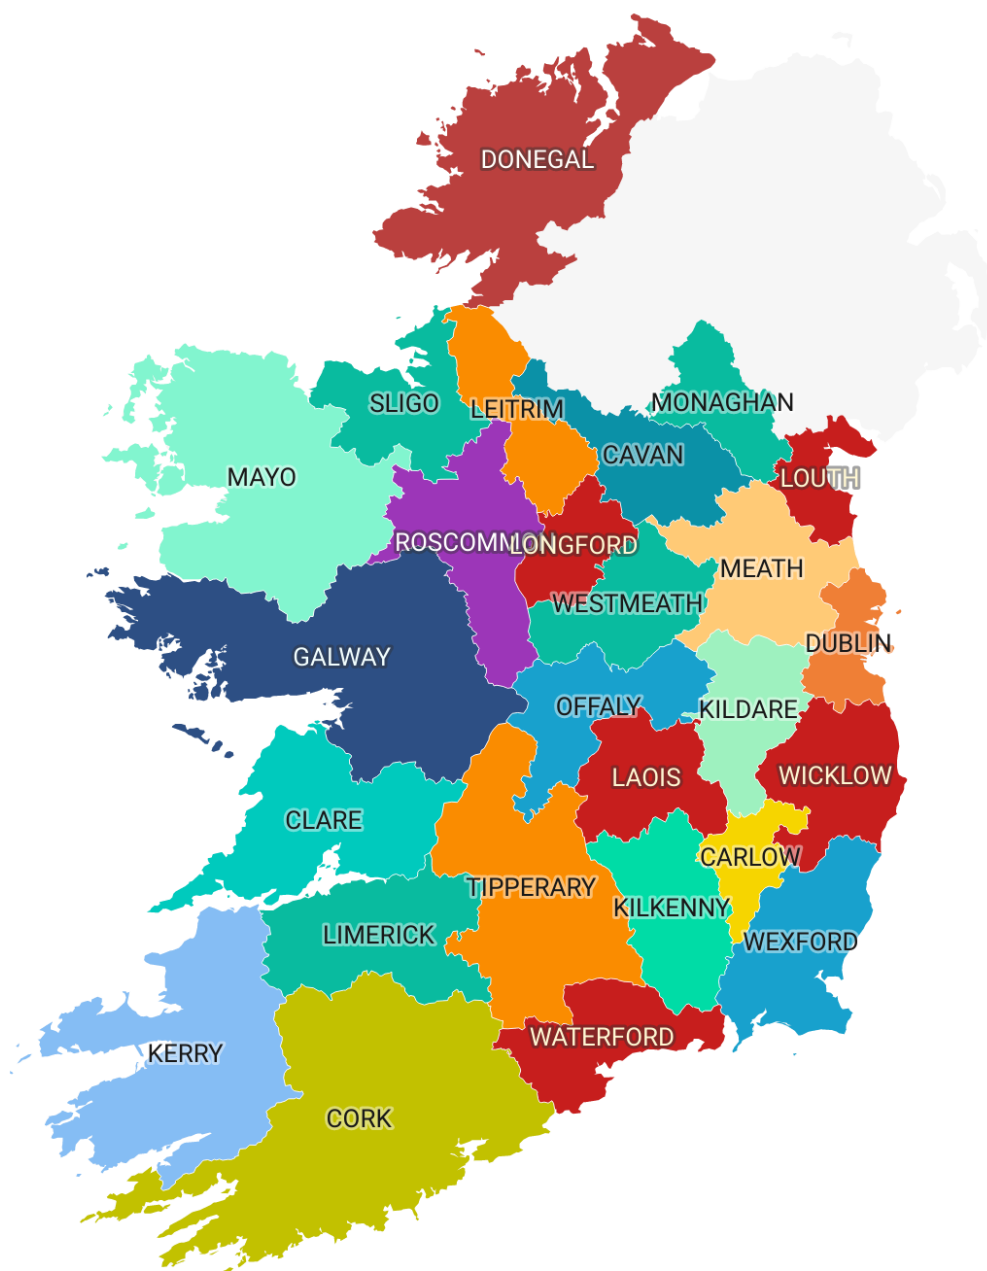 DONEGAL
MONAGHAN
SLIGO
LEITRIM
CAVAN
MAYO
LOUTH
ROSCOMMON
LONGFORD
MEATH
WESTMEATH
DUBLIN
GALWAY
OFFALY
KILDARE
LAOIS
WICKLOW
CLARE
CARLOW
TIPPERARY
KILKENNY
LIMERICK
WEXFORD
WATERFORD
KERRY
CORK